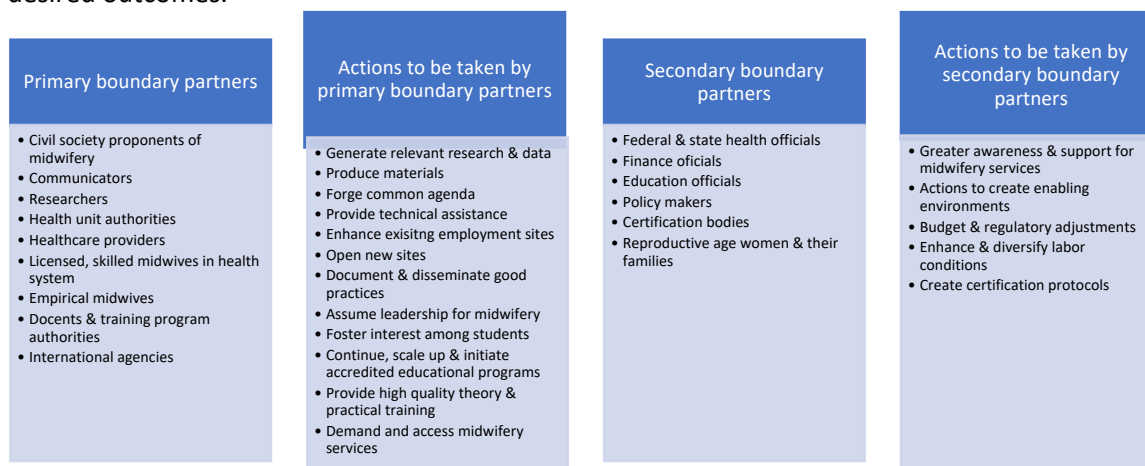 desired outcomes.
Primary boundary partners
• Civil society proponents of
midwifery
• Communicators
• Researchers
• Health unit authorities
• Healthcare providers
• Licensed, skilled midwives in health
system
• Empirical midwives
• Docents & training program
authorities
• International agencies
Actions to be taken by
primary boundary partners
• Generate relevant research & data
• Produce materials
• Forge common agenda
• Provide technical assistance
• Enhance exisitng employment sites
• Open new sites
• Document & disseminate good
practices
• Assume leadership for midwifery
• Foster interest among students
• Continue, scale up & initiate
accredited educational programs
• Provide high quality theory &
practical training
• Demand and access midwifery
services
Secondary boundary
partners
• Federal & state health officials
• Finance oficials
• Education officials
• Policy makers
• Certification bodies
• Reproductive age women & their
families
Actions to be taken by
secondary boundary
partners
• Greater awareness & support for
midwifery services
• Actions to create enabling
environments
• Budget & regulatory adjustments
• Enhance & diversify labor
conditions
• Create certification protocols